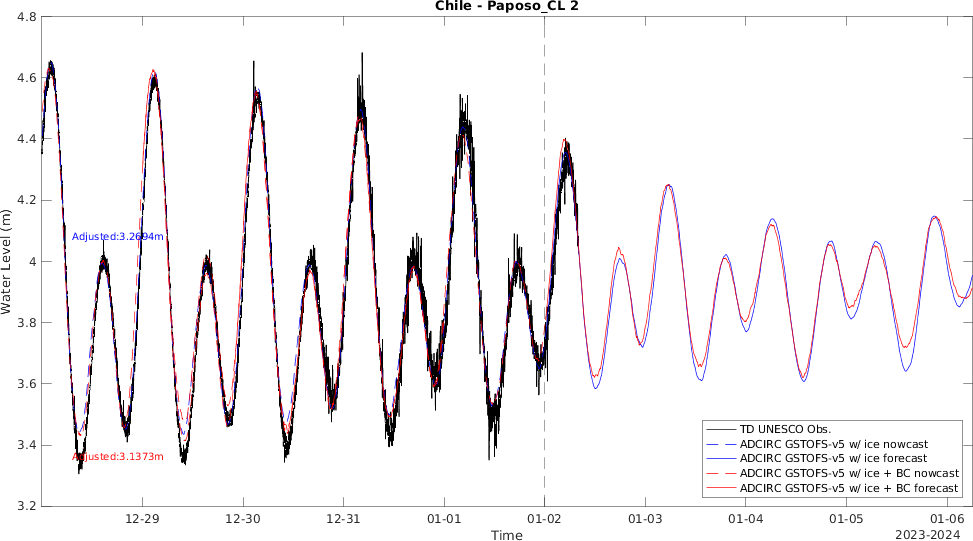 Chile - Paposo_CL 2
4.8
4.6
4.4
4.2
4
3.8
3.6
3.4
3.2
Water Level (m)
Adjusted:3.2694m
Adjusted:3.1373m
TD UNESCO Obs.
ADCIRC GSTOFS-v5 w/ ice nowcast
ADCIRC GSTOFS-v5 w/ ice forecast
ADCIRC GSTOFS-v5 w/ ice + BC nowcast
ADCIRC GSTOFS-v5 w/ ice + BC forecast
12-29 12-30 12-31 01-01 01-02 01-03 01-04 01-05 01-06
Time
2023-2024